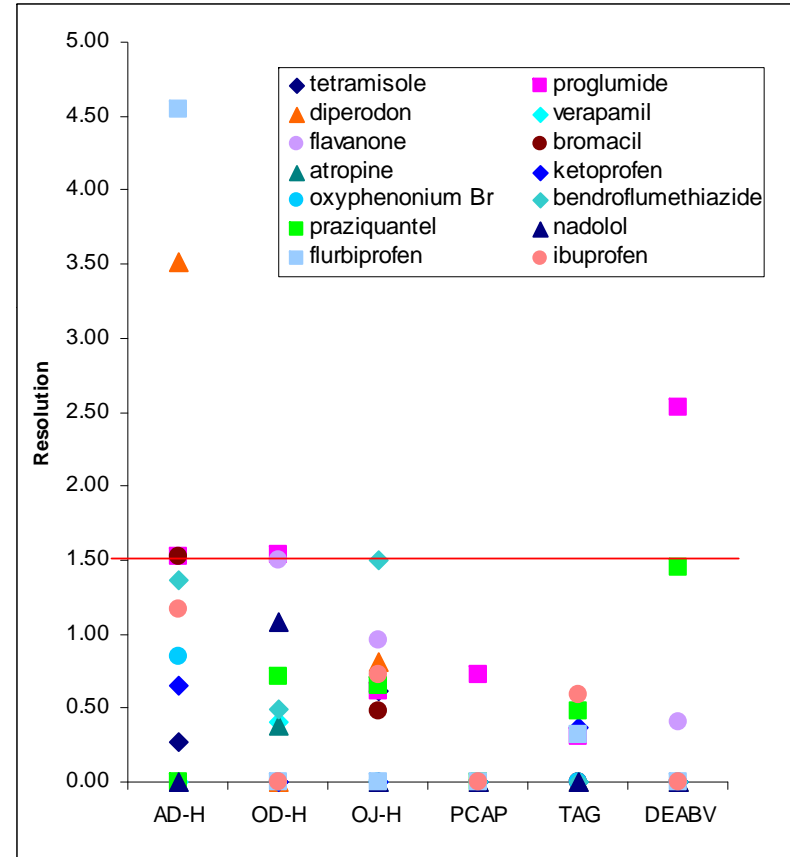 5.00
4.50
4.00
3.50
3.00
2.50
2.00
1.50
1.00
0.50
0.00
Resolution
tetramisole proglumide
diperodon verapamil
flavanone bromacil
atropine ketoprofen
oxyphenonium Br bendroflumethiazide
praziquantel nadolol
flurbiprofen ibuprofen
AD-H OD-H OJ-H PCAP TAG DEABV